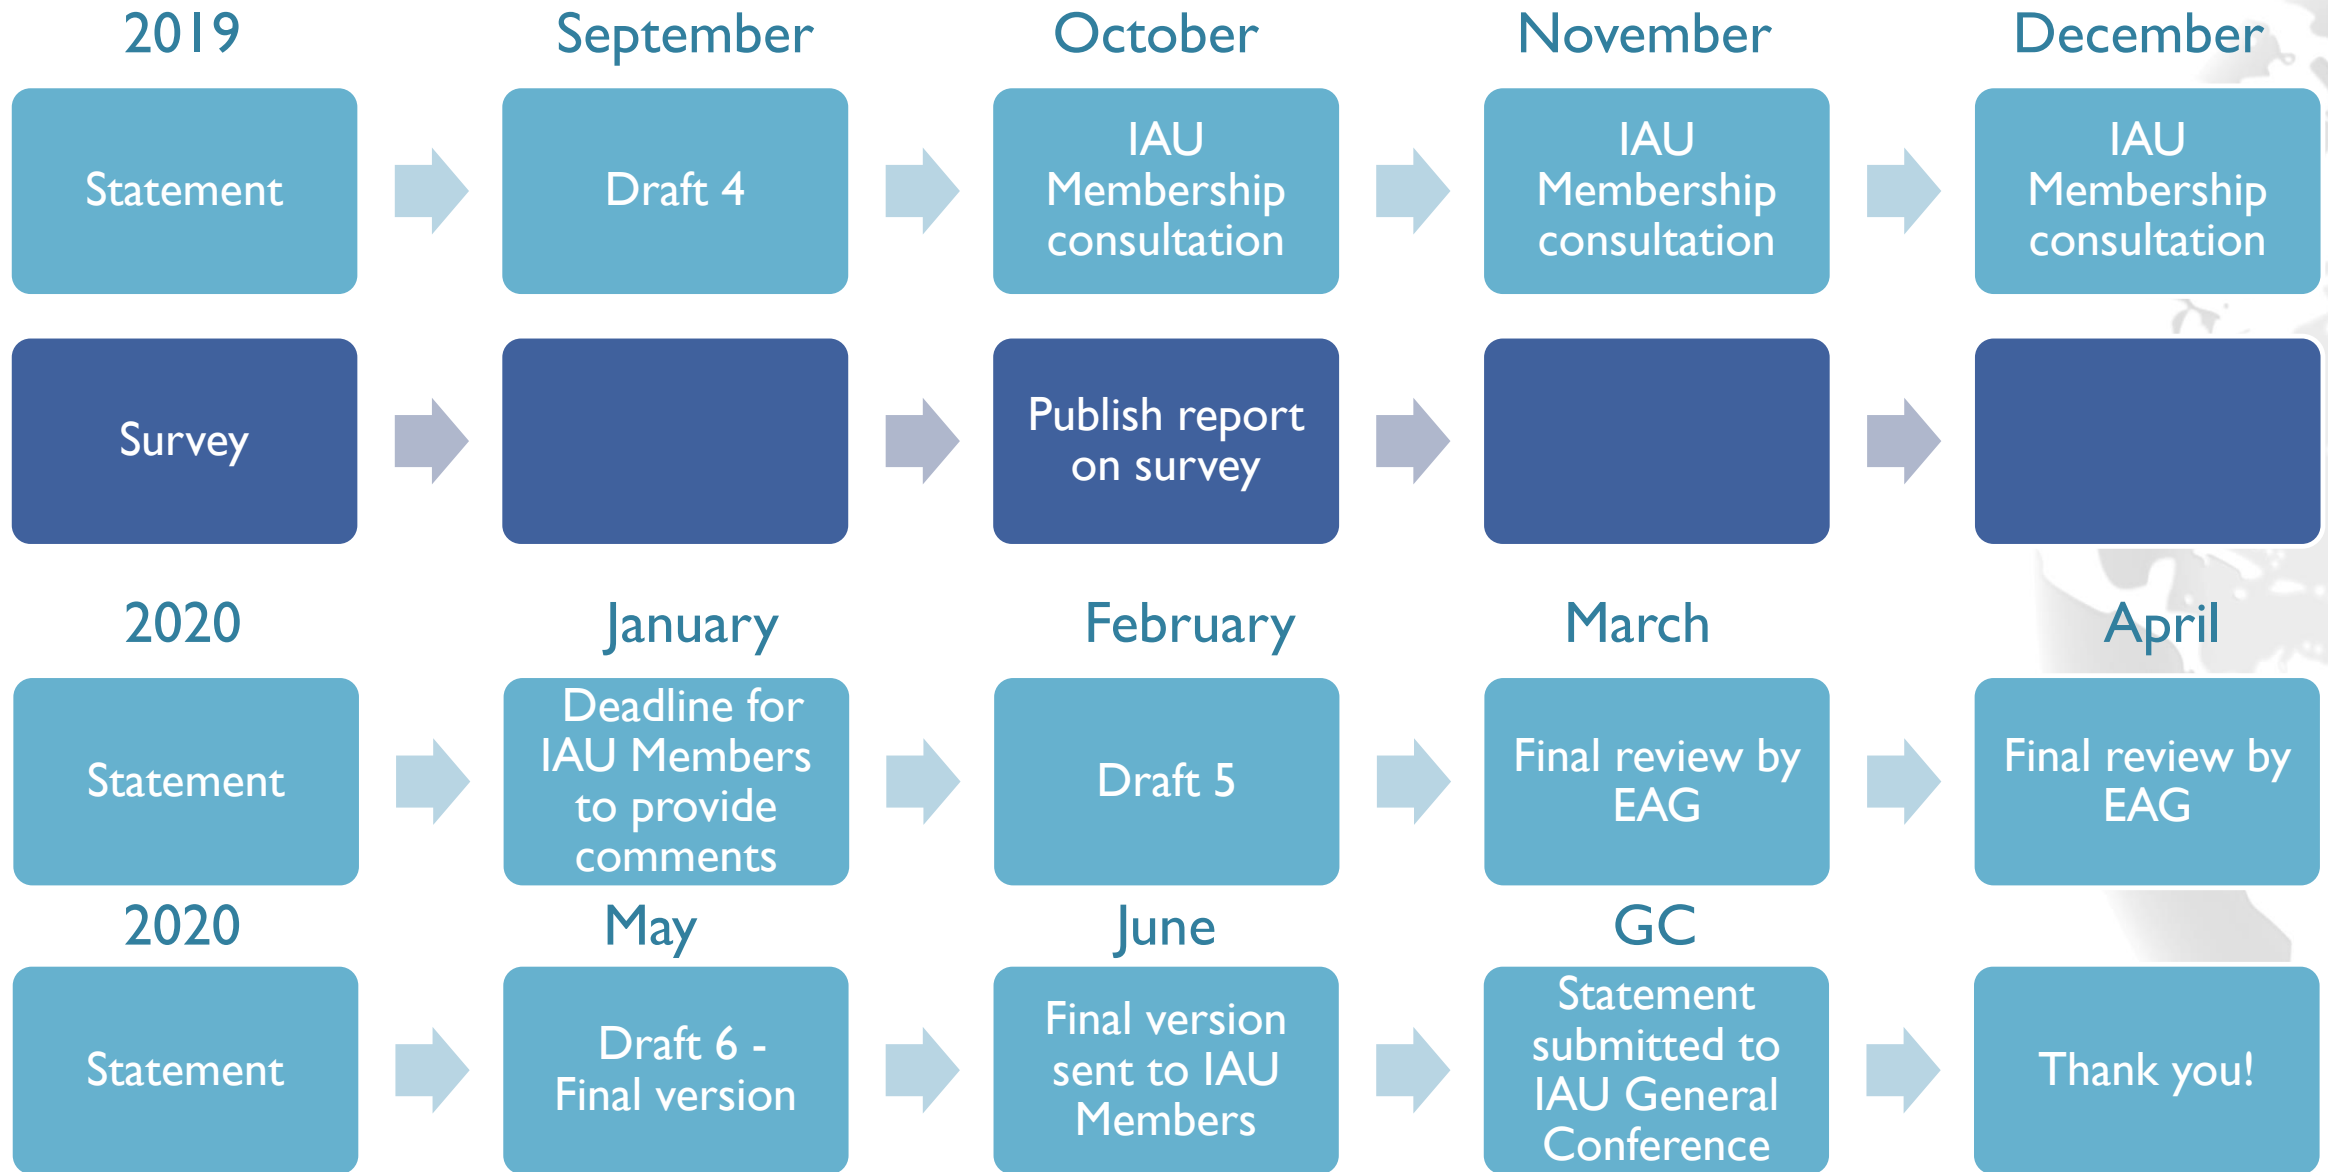 2019 September October November December
Statement
Draft 4
IAU
Membership
consultation
IAU
Membership
consultation
IAU
Membership
consultation
Survey
Publish report
on survey
2020 January February March April
Statement
Deadline for
IAU Members
to provide
comments
Draft 5
Final review by
EAG
Final review by
EAG
2020 May June GC
Statement
Draft 6 -
Final version
Final version
sent to IAU
Members
Statement
submitted to
IAU General
Conference
Thank you!